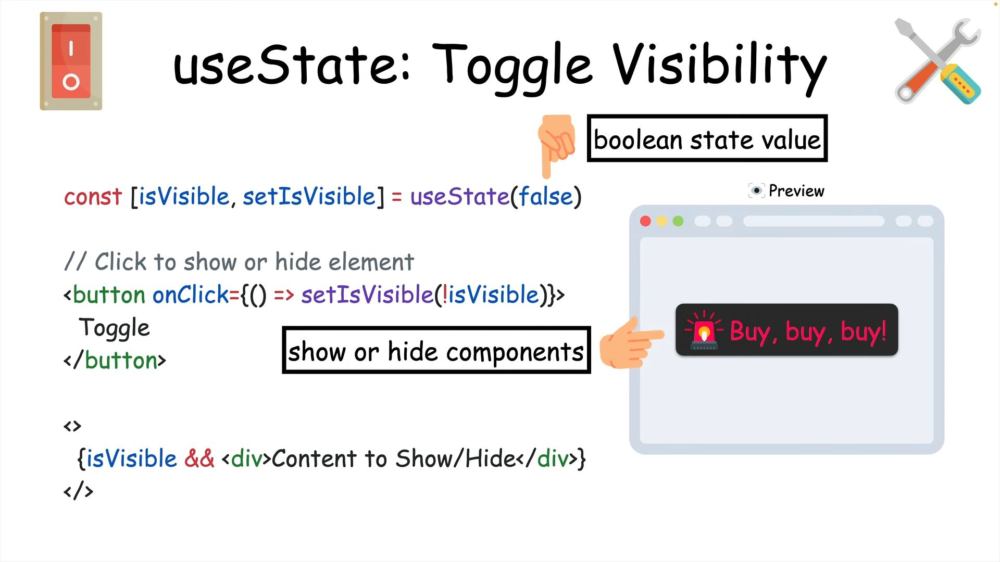 useState: Toggle Visibility
boolean state value
const [isVisible, setIsVisible] = useState(false)
// Click to show or hide element
<button onClick={() => setIsVisible(!isVisible)}>
Toggle
</button>
show or hide components
<>
{isVisible && <div>Content to Show/Hide</div>}
</>
Preview
Buy, buy, buy!